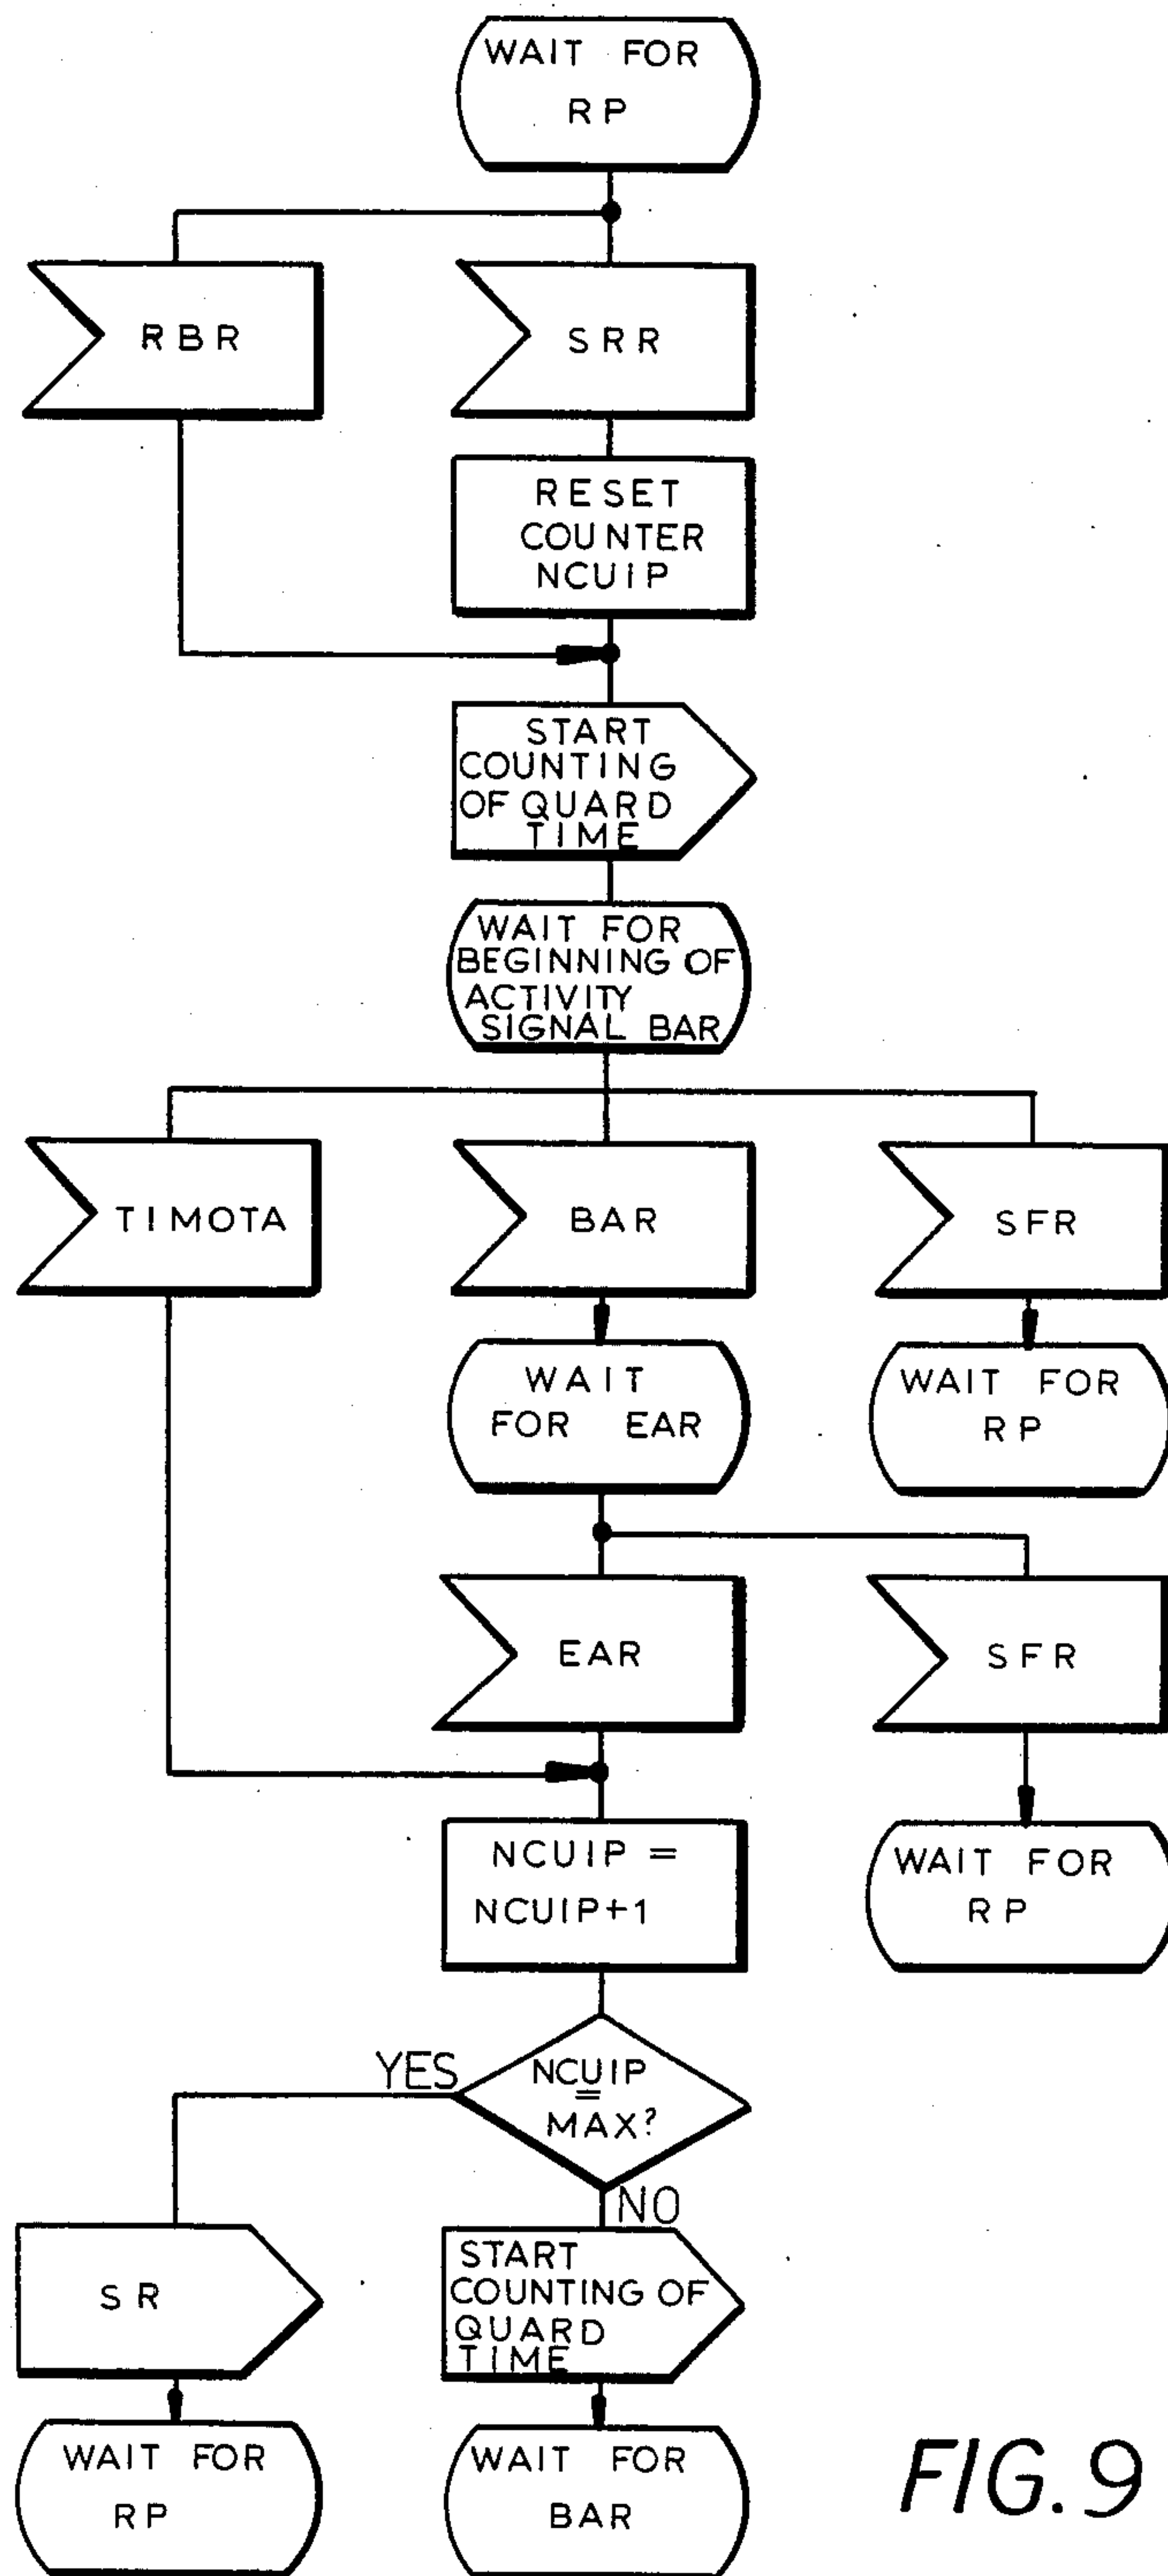 WAIT FOR
RP
RBR
SRR
RESET
COUNTER
NCUIP
START
COUNTING
OF QUARD
TIME
WAIT FOR
BEGINNING OF
ACTIVITY
SIGNAL BAR
TIMOTA
BAR
SFR
WAIT
FOR EAR
WAIT FOR
RP
EAR
SFR
NCUIP =
NCUIP+1
WAIT FOR
RP
YES
NCUIP
=
MAX?
NO
SR
START
COUNTING OF
QUARD
TIME
WAIT FOR
RP
WAIT FOR
BAR
FIG. 9